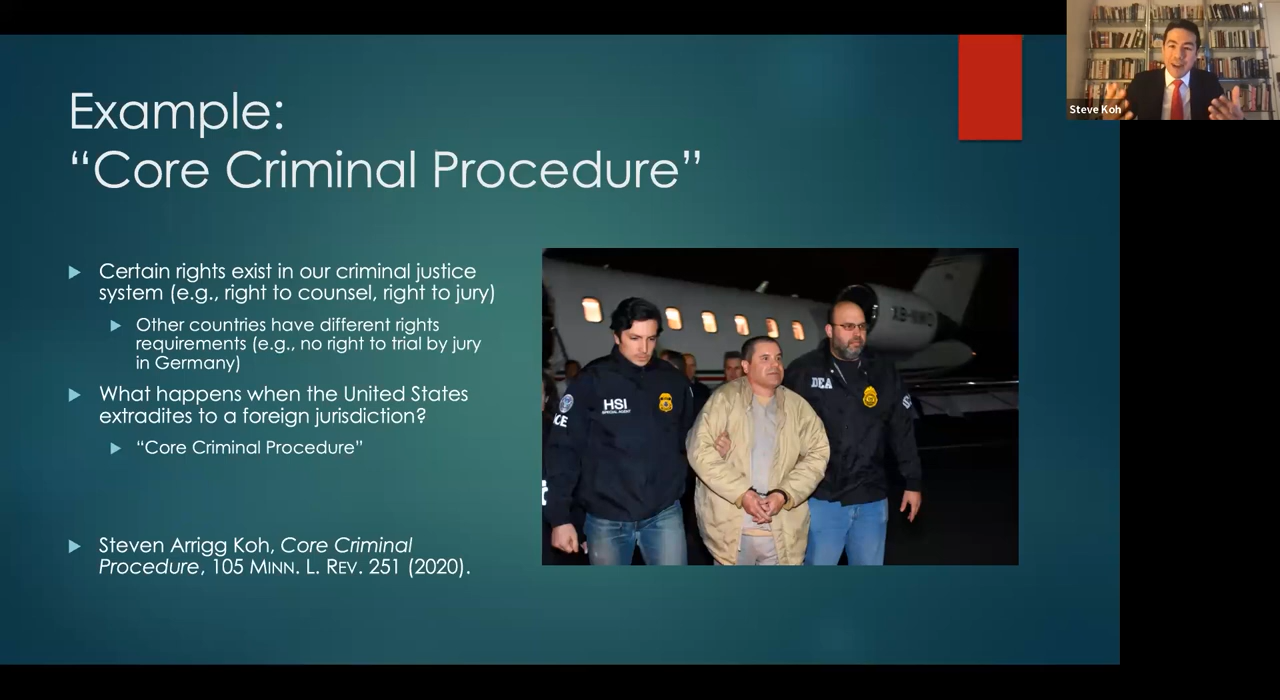 Example:
“Core Criminal Procedure”
Certain rights exist in our criminal justice
system (e.g., right to counsel, right to jury)
Other countries have different rights
requirements (e.g., no right to trial by jury
in Germany)
What happens when the United States
extradites to a foreign jurisdiction?
“Core Criminal Procedure”
Steven Arrigg Koh, Core Criminal
Procedure, 105 MINN. L. REV. 251 (2020).
HSI
SPECIAL AGENT
CE
DEA
Steve Koh